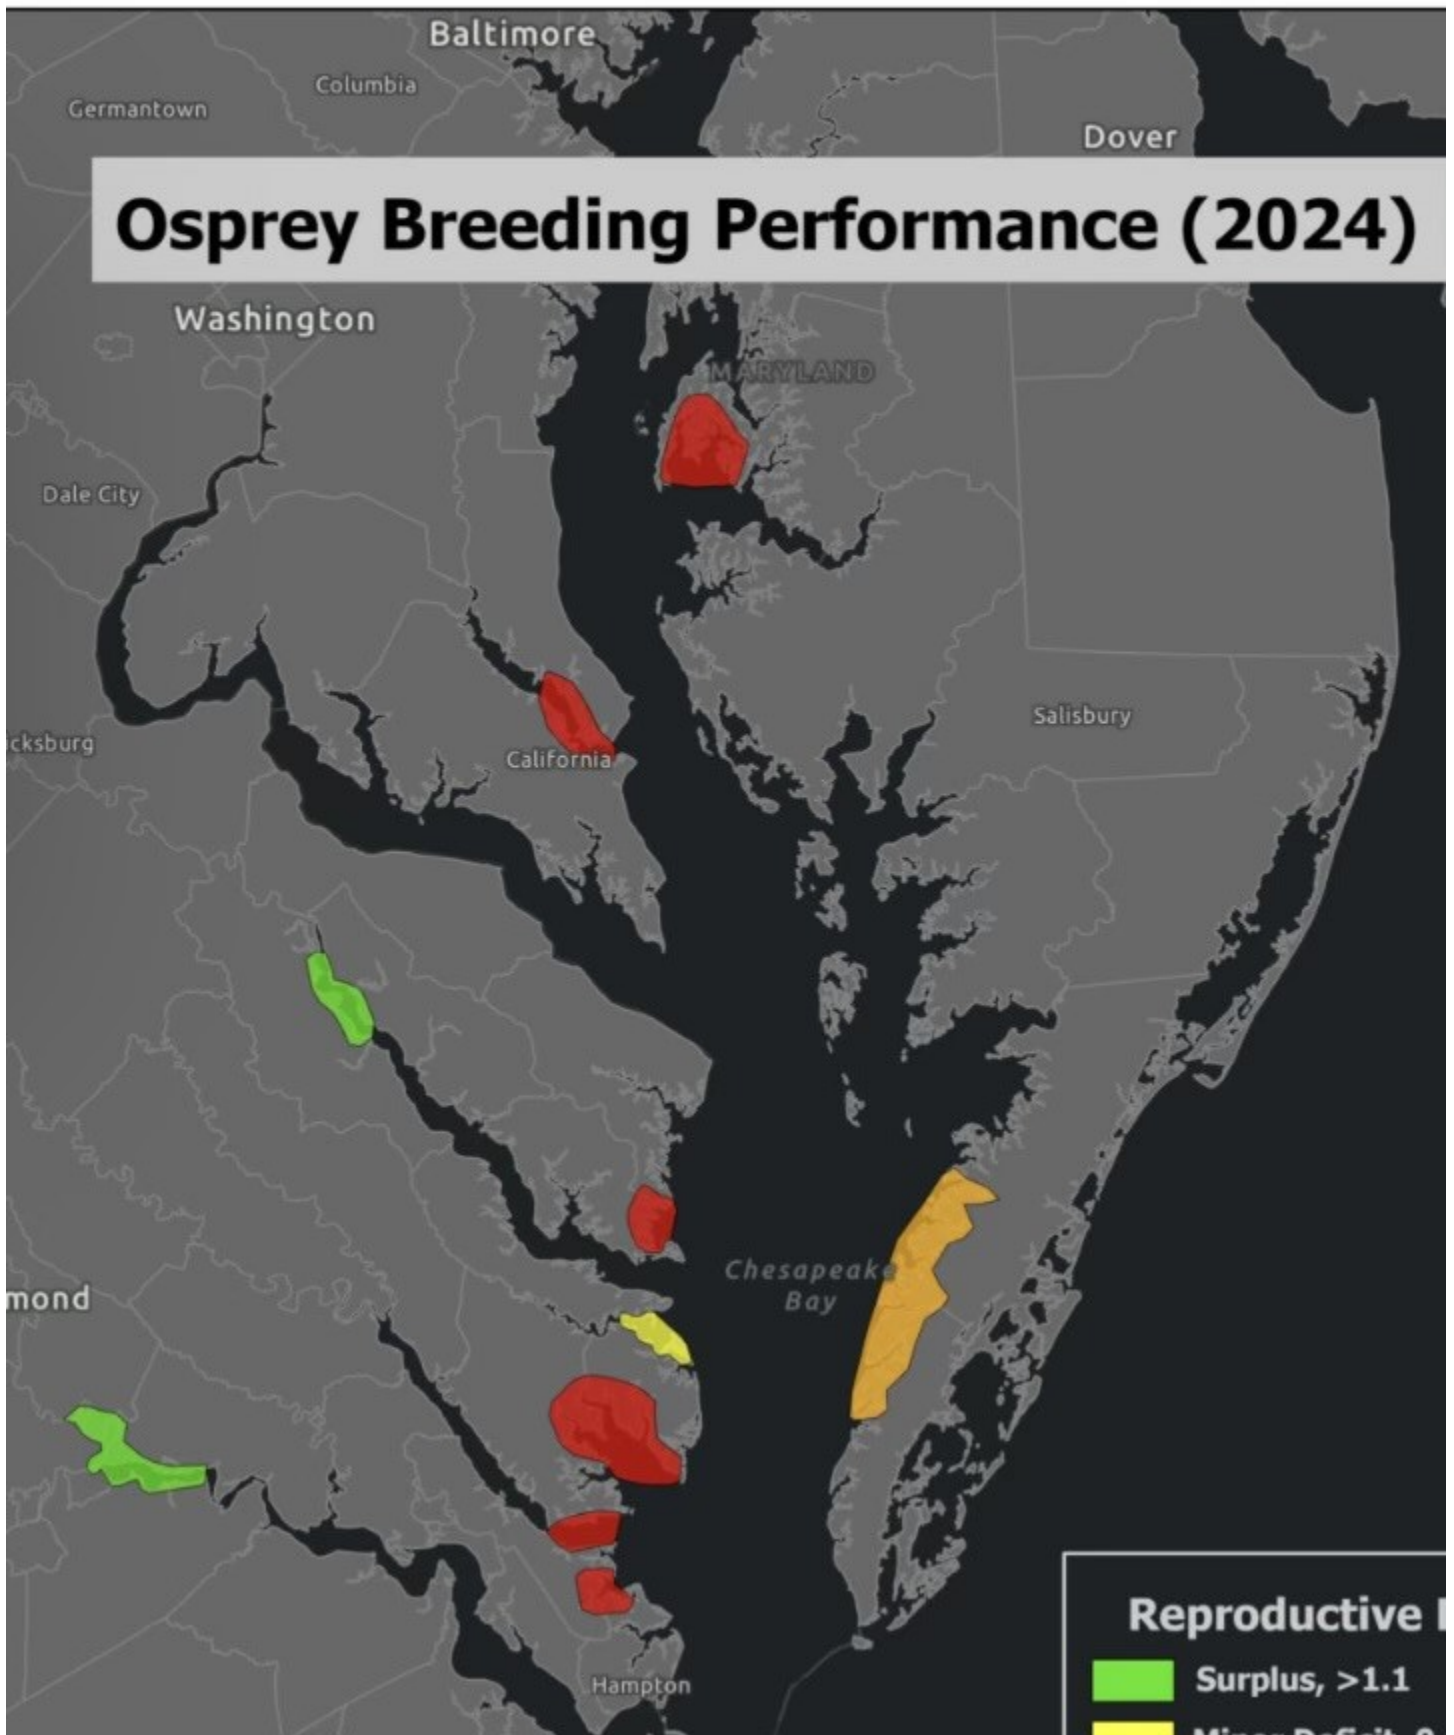 Baltimore
Columbia
Germantown
Dover
Osprey Breeding Performance (2024)
Washington
MARYLAND
Dale City
Salisbury
icksburg
California
Chesapeake
Bay
mond
Reproductive
Surplus, >1.1
Hampton